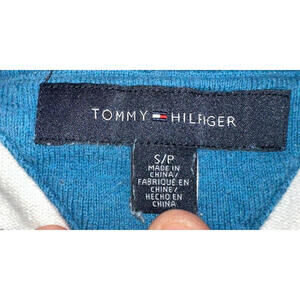 TOMMY HILFIGER
S/P
MADE IN
CHINA/
FABRIQUÉ EN
CHINE/
HECHO EN
CHINA